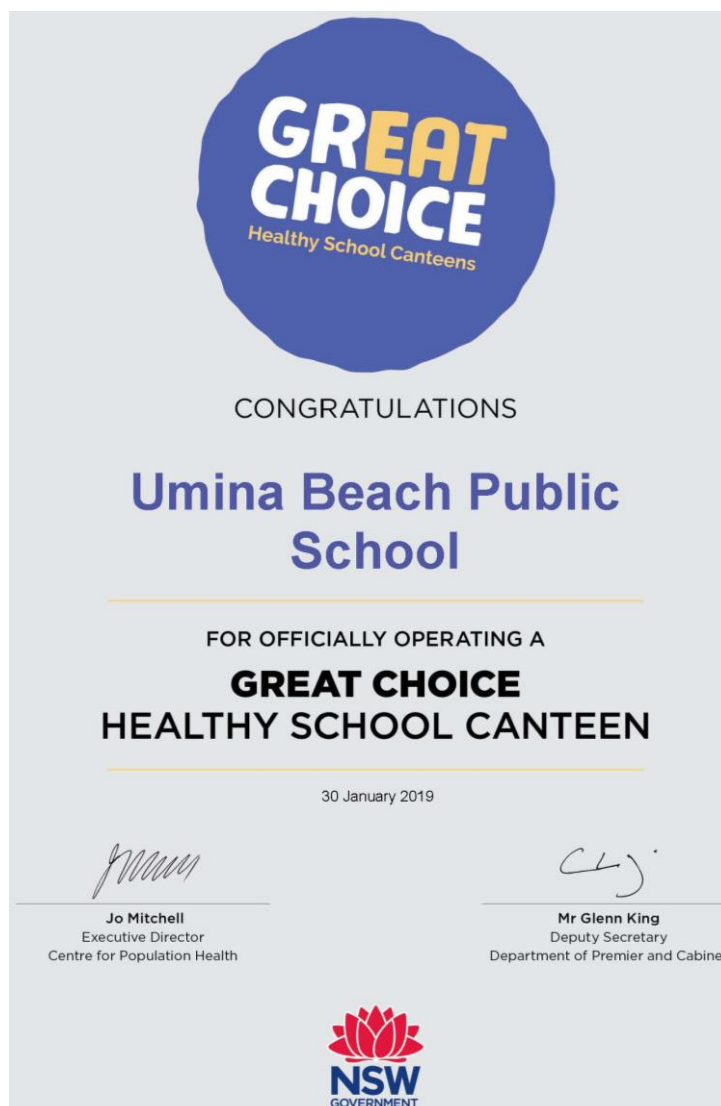 GREAT
CHOICE
Healthy School Canteens
CONGRATULATIONS
Umina Beach Public
School
FOR OFFICIALLY OPERATING A
GREAT CHOICE
HEALTHY SCHOOL CANTEEN
30 January 2019
Jo Mitchell
Executive Director
Centre for Population Health
Mr Glenn King
Deputy Secretary
Department of Premier and Cabine
NSW
GOVERNMENT